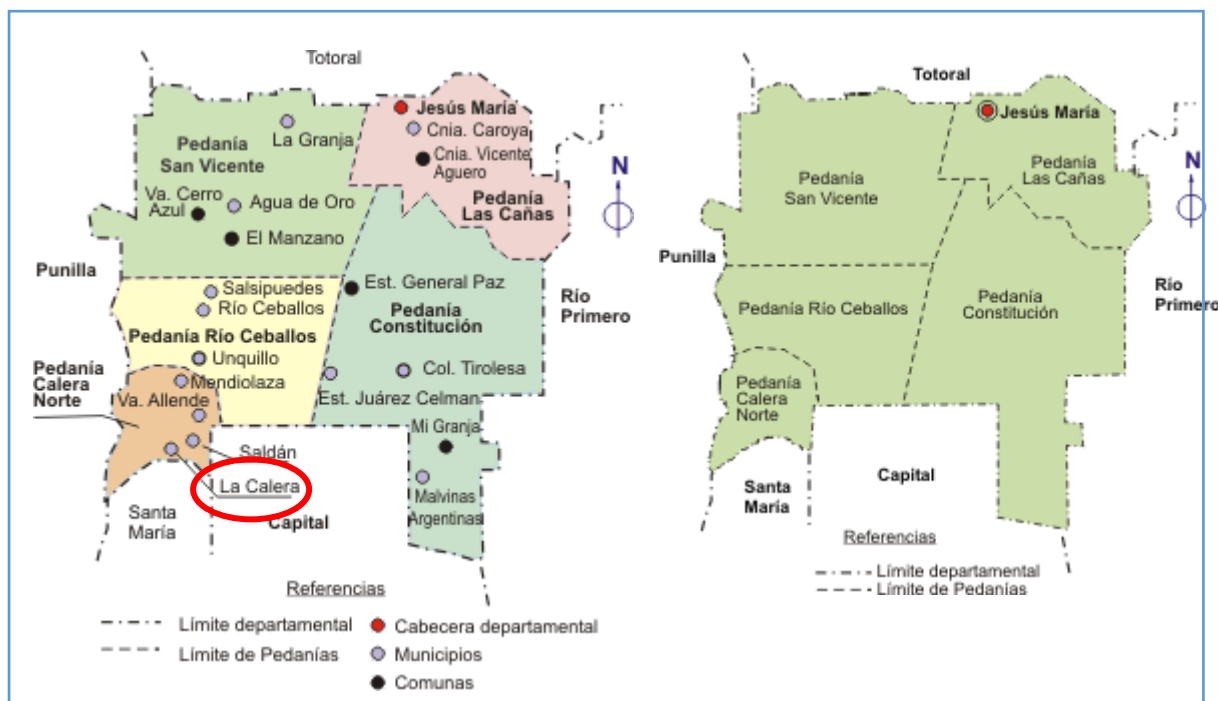 Totoral
Jesús María
Cnia. Caroya
Cnia. Vicente
Aguero
La Granja
Pedanía
San Vicente
Va. Cerro
Azul
Agua de Oro
El Manzano
Pedanía
Las Cañas
N
Punilla
Salsipuedes
Río Ceballos
Pedanía Río Ceballos
Unquillo
Mendiolaza
Est. General Paz
Pedanía
Constitución
Río
Primero
Pedanía
Calera
Norte
Va. Allende
Col. Tirolesa
Est. Juárez Celman
Mi Granja
Saldán
La Calera
Malvinas
Argentinas
Santa
María
Capital
Referencias
Límite departamental
Límite de Pedanías
Cabecera departamental
Municipios
Comunas
Totoral
Jesús María
Pedanía
Las Cañas
Pedanía
San Vicente
N
Punilla
Río
Primero
Pedanía Río Ceballos
Pedanía
Constitución
Pedanía
Calera
Norte
Santa
María
Capital
Referencias
Límite departamental
Límite de Pedanías